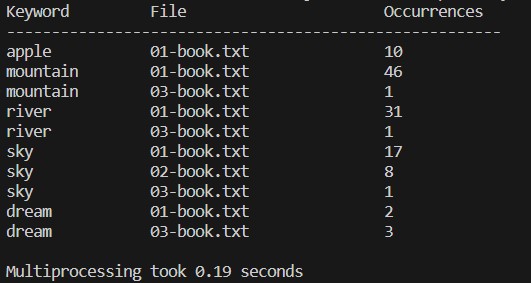 Keyword File Occurrences
-------------------------------------------------------
apple 01-book.txt 10
mountain 01-book.txt 46
mountain 03-book.txt 1
river 01-book.txt 31
river 03-book.txt 1
sky 01-book.txt 17
sky 02-book.txt 8
sky 03-book.txt 1
dream 01-book.txt 2
dream 03-book.txt 3
Multiprocessing took 0.19 seconds